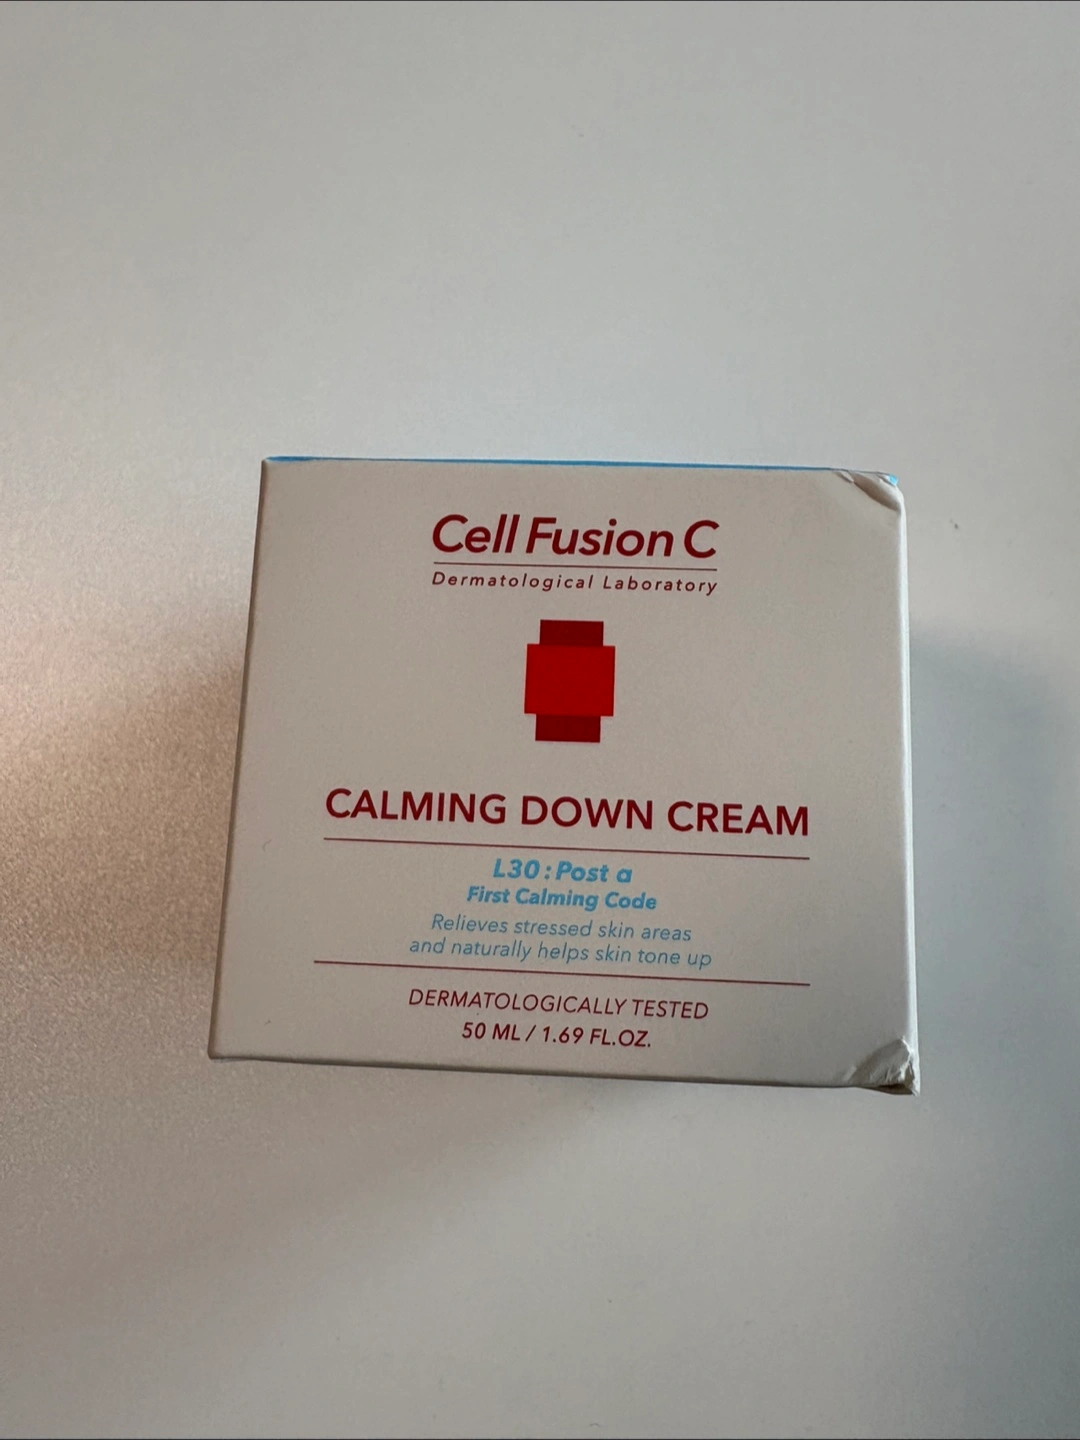 Cell Fusion C
Dermatological Laboratory
CALMING DOWN CREAM
L30 : Post α
First Calming Code
Relieves stressed skin areas
and naturally helps skin tone up
DERMATOLOGICALLY TESTED
50 ML / 1.69 FL.OZ.